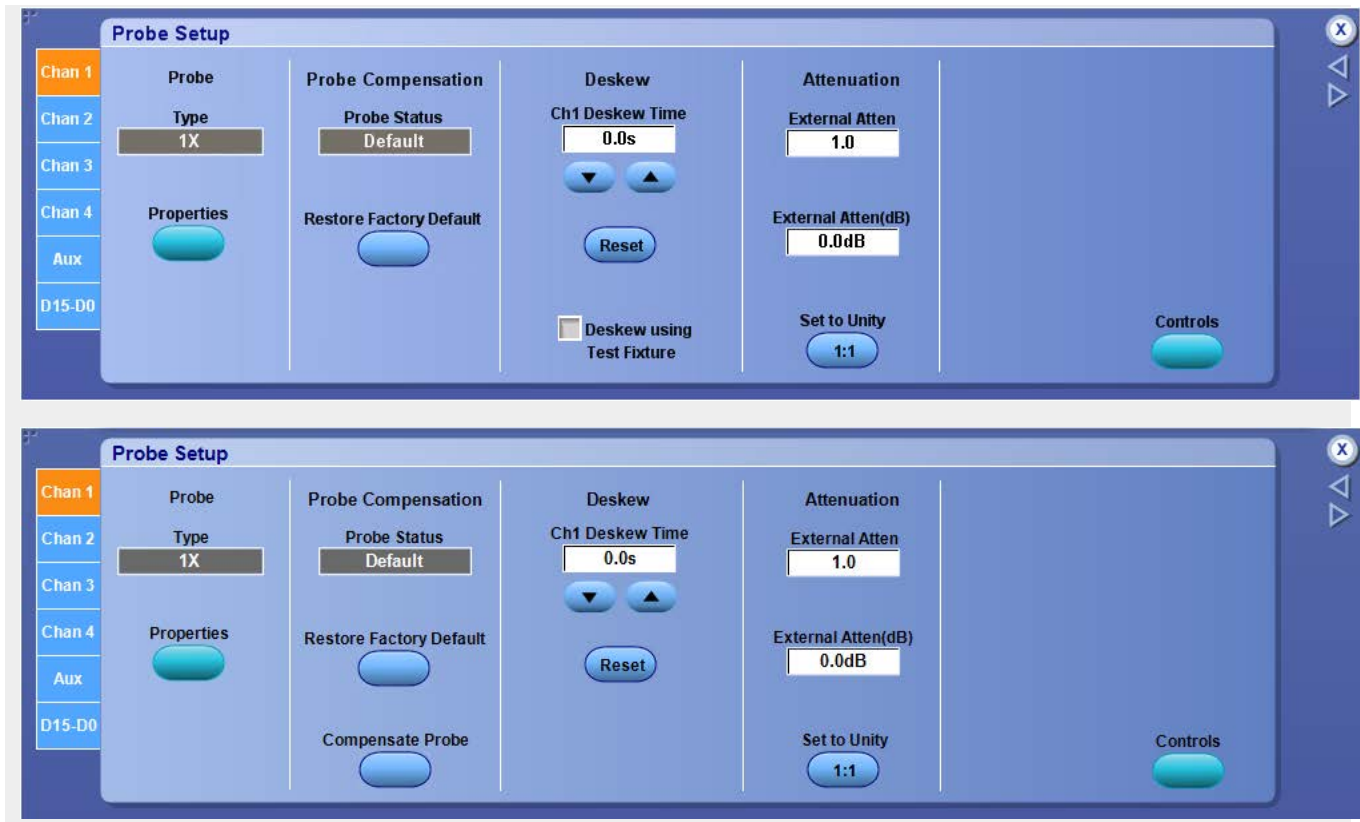 Probe Setup
X
Chan 1
Chan 2
Chan 3
Chan 4
Aux
D15-D0
Probe
Type
1X
Properties
Probe Compensation
Probe Status
Default
Restore Factory Default
Deskew
Ch1 Deskew Time
0.0s
Reset
Deskew using
Test Fixture
Attenuation
External Atten
1.0
External Atten(dB)
0.0dB
Set to Unity
1:1
Controls
Probe Setup
X
Chan 1
Chan 2
Chan 3
Chan 4
Aux
D15-D0
Probe
Type
1X
Properties
Probe Compensation
Probe Status
Default
Restore Factory Default
Compensate Probe
Deskew
Ch1 Deskew Time
0.0s
Reset
Attenuation
External Atten
1.0
External Atten(dB)
0.0dB
Set to Unity
1:1
Controls